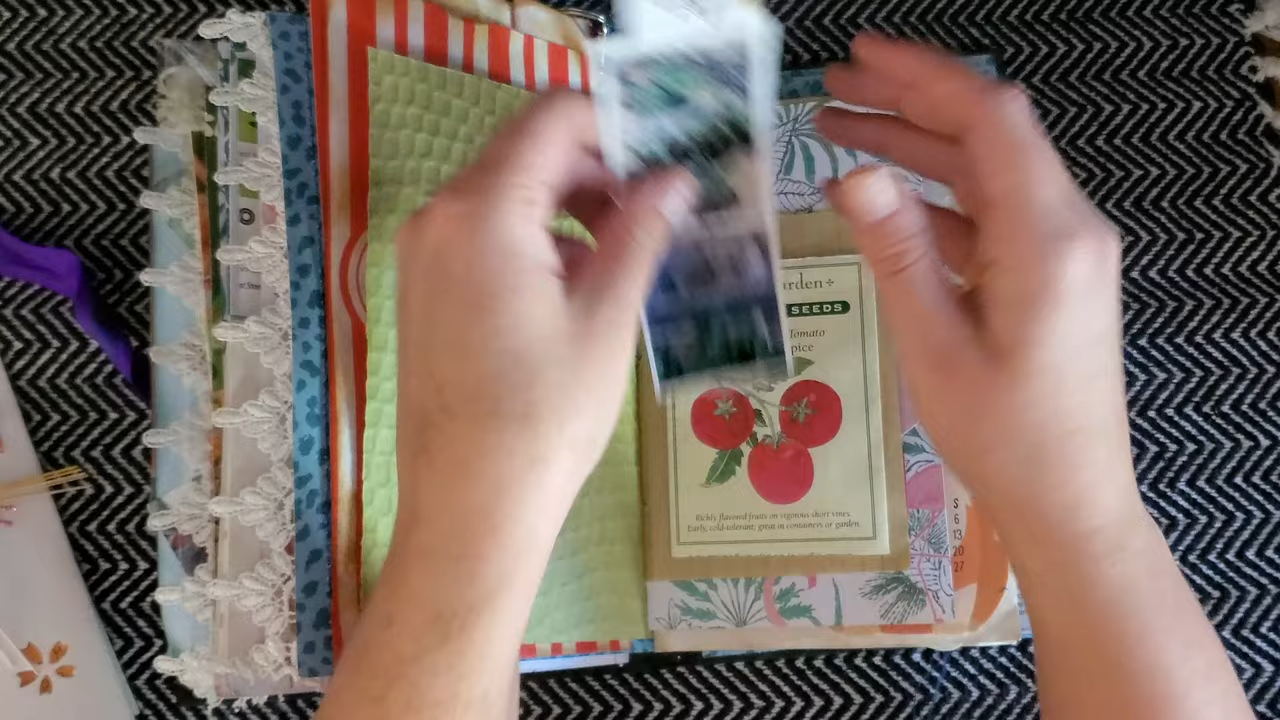 rden÷
SEEDS
Tomato
pice
Richly flavored fruits on vigorous short vines.
Early, cold-tolerant; great in containers or garden.
S
6
13
20
27